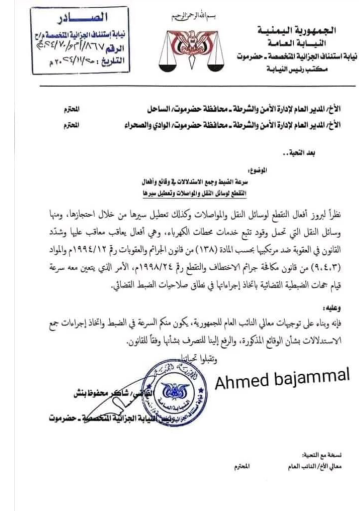 بسم الله الرحمن الرحيم
الجمهورية اليمنية
النيابة العامة
نيابة استئناف الجزائية المتخصصة - حضرموت
مكتب رئيس النيابة
الصادر
نيابة استئناف الجزائية المتخصصة م/ح
الرقم
التاريخ:
الأخ/ المدير العام لإدارة الأمن والشرطة - محافظة حضرموت/ الساحل المحترم
الأخ/ المدير العام لإدارة الأمن والشرطة - محافظة حضرموت/ الوادي والصحراء المحترم
بعد التحية..
الموضوع:
سرعة الضبط وجمع الاستدلالات في وقائع وأفعال
التقطع لوسائل النقل والمواصلات وتعطيل سيرها
نظراً لبروز أفعال التقطع لوسائل النقل والمواصلات وكذلك تعطيل سيرها من خلال احتجازها، ومنها
وسائل النقل التي تحمل وقود تتبع خدمات محطات الكهرباء، وهي أفعال يعاقب معاقب عليها وشدّد
القانون في العقوبة ضد مرتكبيها بحسب المادة (١٣٨) من قانون الجرائم والعقوبات رقم ١٩٩٤/١٢م والمواد
(٩،٤،٣) من قانون مكافحة جرائم الاختطاف والتقطع رقم ١٩٩٨/٢٤م، الأمر الذي يتعين معه سرعة
قيام جهات الضبطية القضائية باتخاذ إجراءاتها في نطاق صلاحيات الضبط القضائي.
وعليه:
فإنه وبناء على توجيهات معالي النائب العام للجمهورية، يكون منكم السرعة في الضبط واتخاذ إجراءات جمع
الاستدلالات بشأن الوقائع المذكورة، والرفع إلينا للتصرف بشأنها وفقاً للقانون.
وتقبلوا تحياتنا
Ahmed bajammal
القاضي/ شاكر محفوظ بنش
رئيس النيابة الجزائية المتخصصة - حضرموت
نسخة مع التحية:
معالي الأخ/ النائب العام المحترم